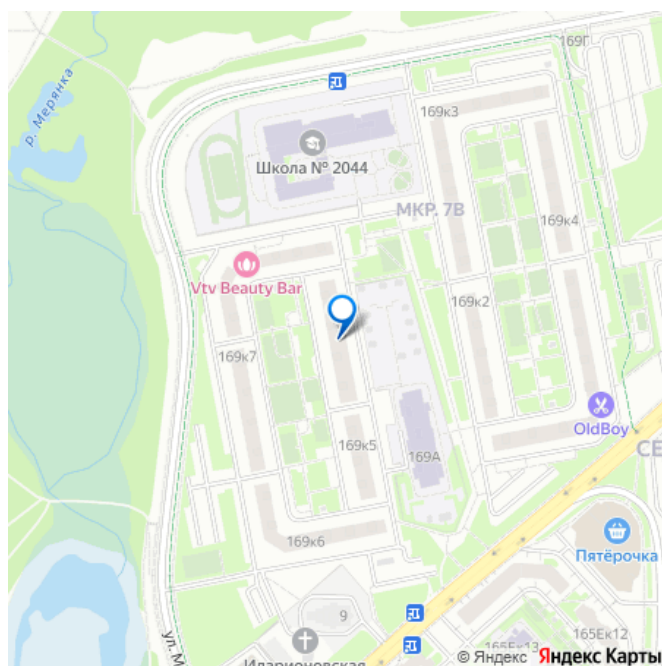 169Г
р. Мерянка
169к3
Школа № 2044
МКР. 7В
169к4
Vtv Beauty Bar
169к2
169к7
OldBoy
169к5
169А
СЕ
169к6
Пятёрочка
ул. М
9
165Ек12
165Ек13
Иларионовская
© Яндекс Яндекс Карты